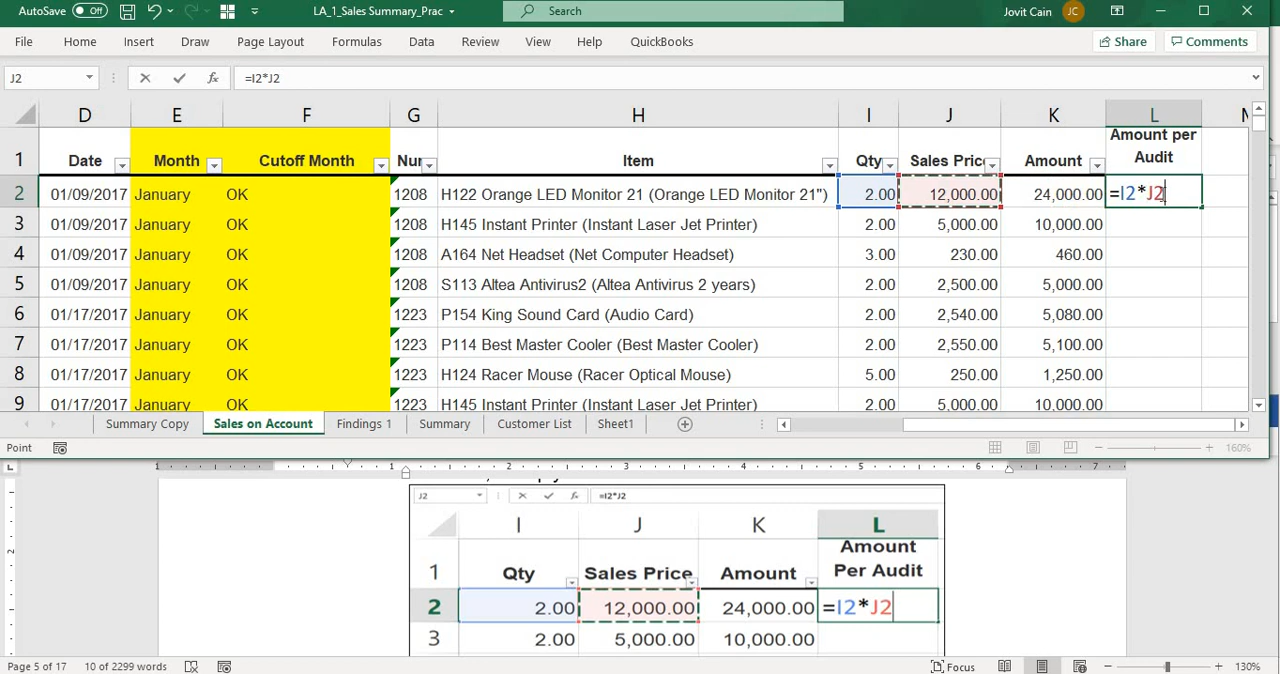 AutoSave Off LA_1_Sales Summary_Prac Search Jovit Cain JC
File Home Insert Draw Page Layout Formulas Data Review View Help QuickBooks Share Comments
J2 fx =I2*J2
D E F G H I J K L
1 Date Month Cutoff Month Num Item Qty Sales Price Amount Amount per Audit
2 01/09/2017 January OK 1208 H122 Orange LED Monitor 21 (Orange LED Monitor 21") 2.00 12,000.00 24,000.00 =I2*J2
3 01/09/2017 January OK 1208 H145 Instant Printer (Instant Laser Jet Printer) 2.00 5,000.00 10,000.00
4 01/09/2017 January OK 1208 A164 Net Headset (Net Computer Headset) 3.00 230.00 460.00
5 01/09/2017 January OK 1208 S113 Altea Antivirus2 (Altea Antivirus 2 years) 2.00 2,500.00 5,000.00
6 01/17/2017 January OK 1223 P154 King Sound Card (Audio Card) 2.00 2,540.00 5,080.00
7 01/17/2017 January OK 1223 P114 Best Master Cooler (Best Master Cooler) 2.00 2,550.00 5,100.00
8 01/17/2017 January OK 1223 H124 Racer Mouse (Racer Optical Mouse) 5.00 250.00 1,250.00
9 01/17/2017 January OK 1223 H145 Instant Printer (Instant Laser Jet Printer) 2.00 5,000.00 10,000.00
Summary Copy Sales on Account Findings 1 Summary Customer List Sheet1
Point 160%
1 1 2 3 4 5 6 7
J2 fx =I2*J2
I J K L
1 Qty Sales Price Amount Amount Per Audit
2 2.00 12,000.00 24,000.00 =I2*J2
3 2.00 5,000.00 10,000.00
Page 5 of 17 10 of 2299 words Focus 130%